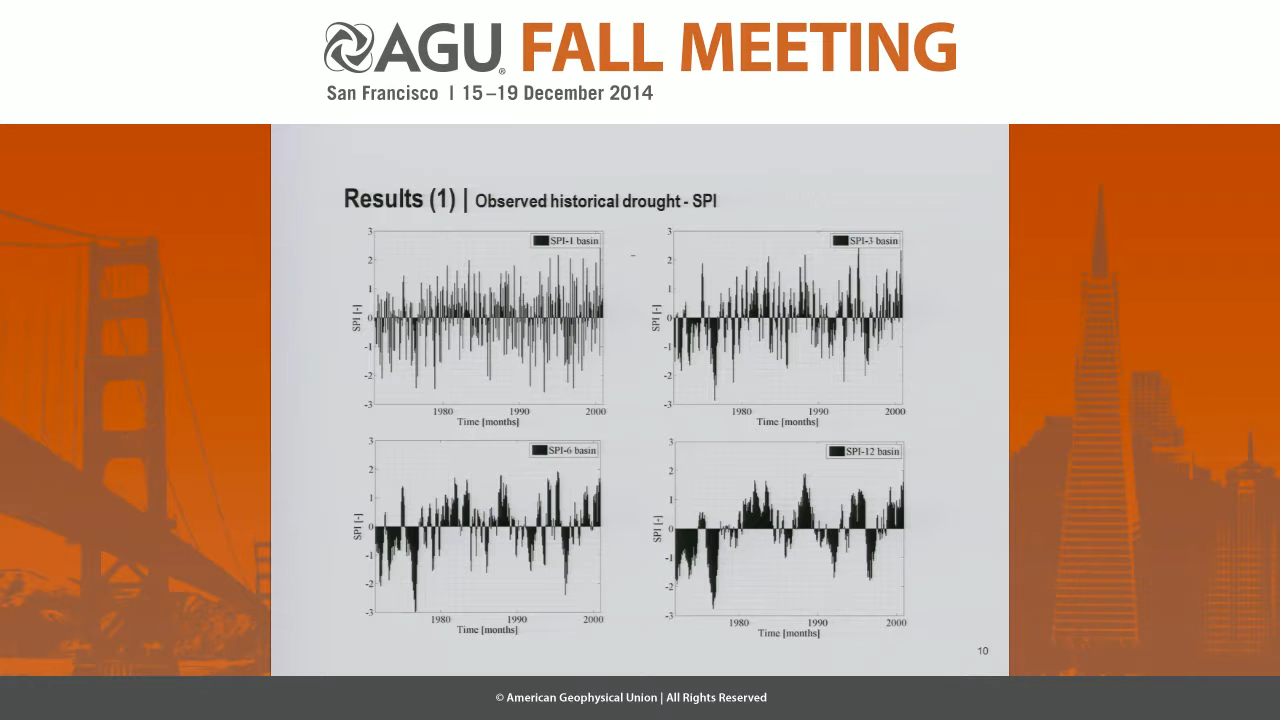 AGU® FALL MEETING
San Francisco | 15–19 December 2014
Results (1) | Observed historical drought - SPI
3
2
1
0
-1
-2
-3
SPI [-]
SPI-1 basin
1980 1990 2000
Time [months]
3
2
1
0
-1
-2
-3
SPI [-]
SPI-3 basin
1980 1990 2000
Time [months]
3
2
1
0
-1
-2
-3
SPI [-]
SPI-6 basin
1980 1990 2000
Time [months]
3
2
1
0
-1
-2
-3
SPI [-]
SPI-12 basin
1980 1990 2000
Time [months]
10
© American Geophysical Union | All Rights Reserved